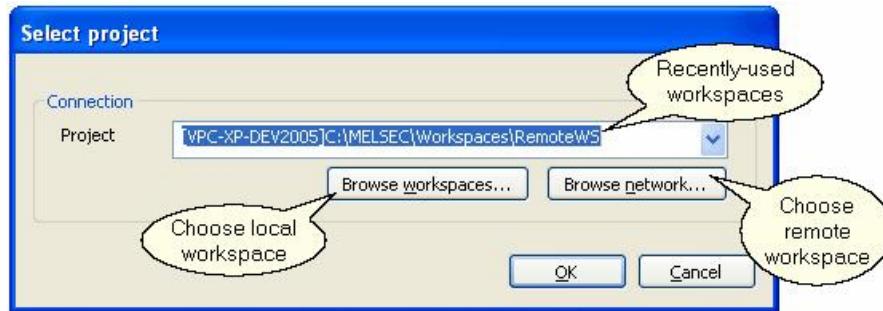 Select project
Recently-used
workspaces
Connection
Project
[VPC-XP-DEV2005]C:\MELSEC\Workspaces\RemoteWS
Browse workspaces...
Browse network...
Choose local
workspace
Choose
remote
workspace
OK
Cancel